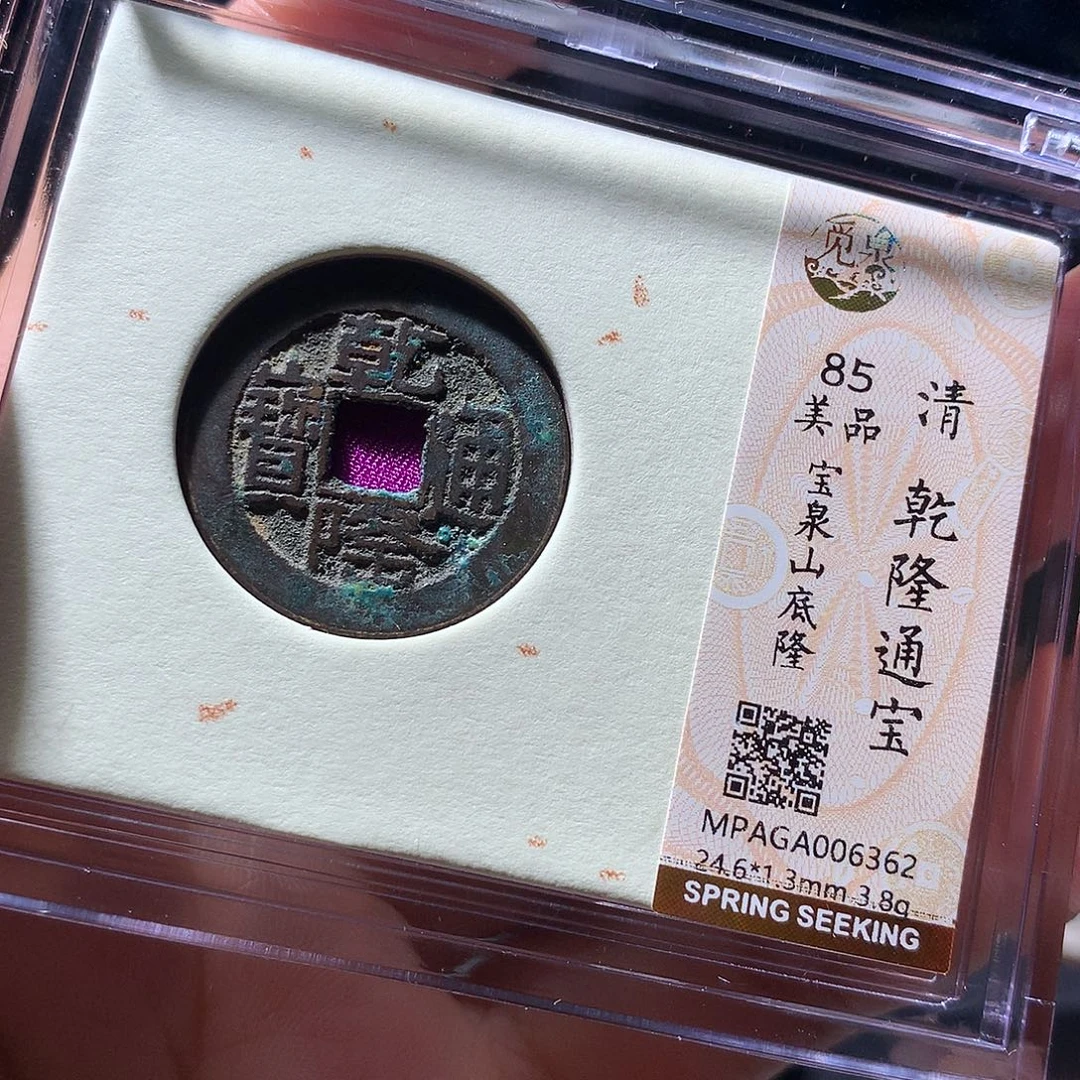 乾隆通寶
觅泉
清 乾隆通宝
85
美品
宝泉山底隆
MPAGA006362
24.6*1.3mm 3.8g
SPRING SEEKING